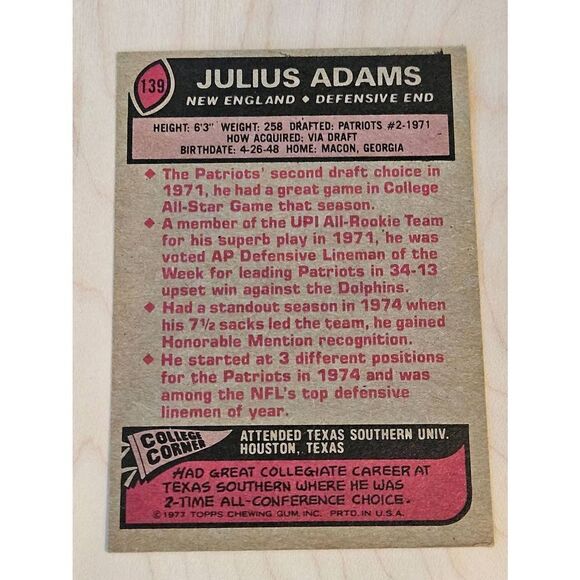 139
JULIUS ADAMS
NEW ENGLAND ♦ DEFENSIVE END
HEIGHT: 6'3" WEIGHT: 258 DRAFTED: PATRIOTS #2-1971
HOW ACQUIRED: VIA DRAFT
BIRTHDATE: 4-26-48 HOME: MACON, GEORGIA
♦ The Patriots' second draft choice in
1971, he had a great game in College
All-Star Game that season.
♦ A member of the UPI All-Rookie Team
for his superb play in 1971, he was
voted AP Defensive Lineman of the
Week for leading Patriots in 34-13
upset win against the Dolphins.
♦ Had a standout season in 1974 when
his 7½ sacks led the team, he gained
Honorable Mention recognition.
♦ He started at 3 different positions
for the Patriots in 1974 and was
among the NFL's top defensive
linemen of year.
COLLEGE
CORNER
ATTENDED TEXAS SOUTHERN UNIV.
HOUSTON, TEXAS
HAD GREAT COLLEGIATE CAREER AT
TEXAS SOUTHERN WHERE HE WAS
2-TIME ALL-CONFERENCE CHOICE.
©1977 TOPPS CHEWING GUM, INC. PRTD. IN U.S.A.